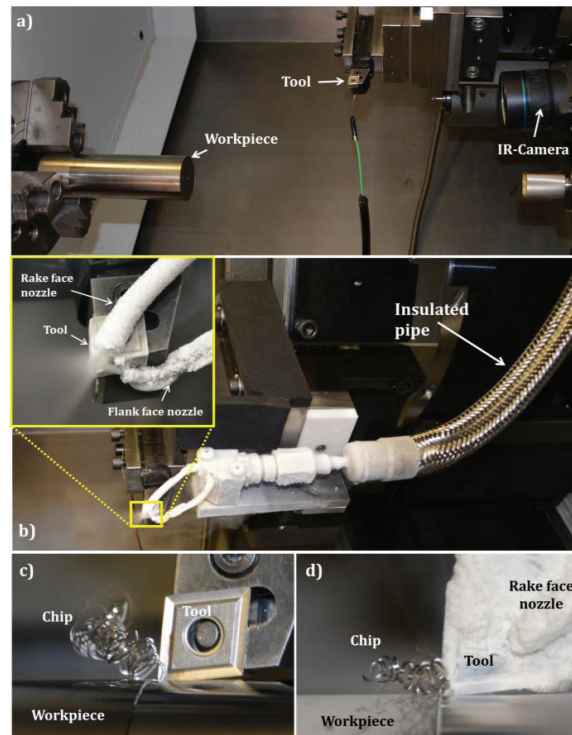 a)
Tool
Workpiece
IR-Camera
Rake face
nozzle
Tool
Flank face nozzle
Insulated
pipe
b)
c)
Tool
Chip
Workpiece
d)
Rake face
nozzle
Chip
Tool
Workpiece